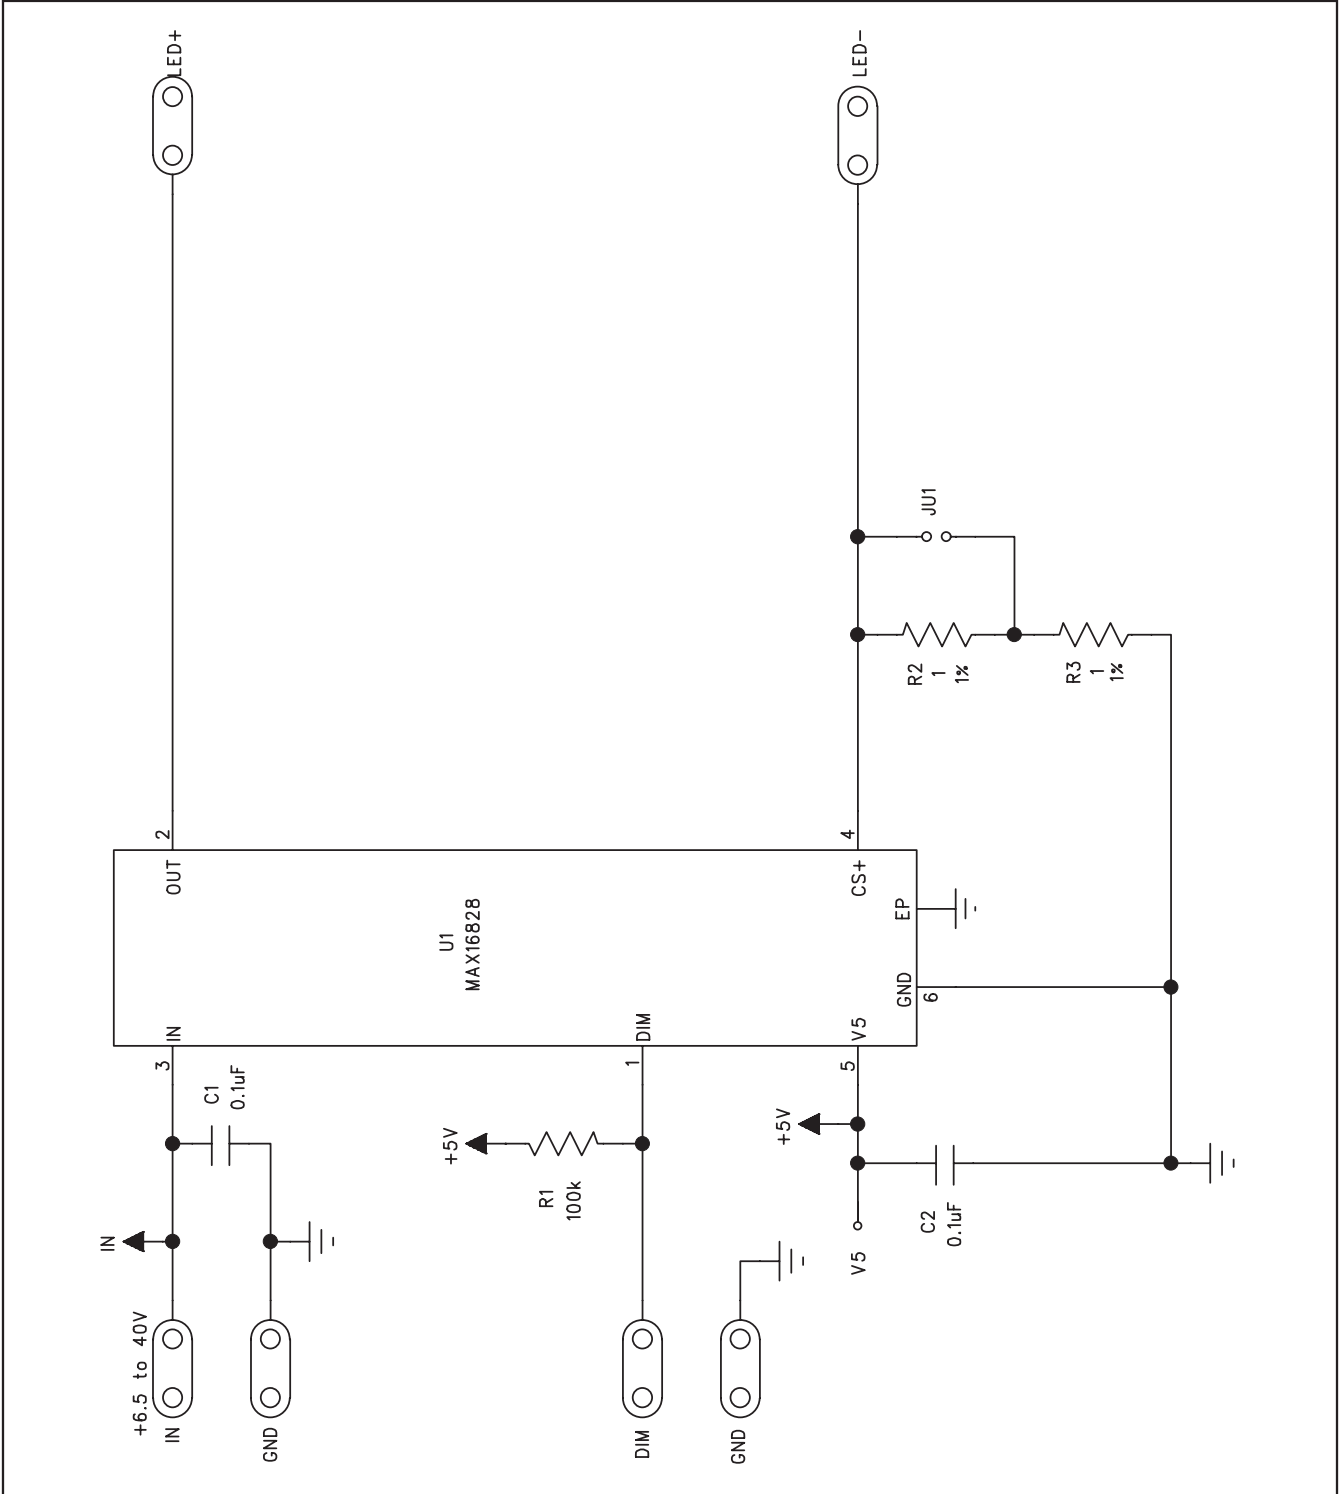 +6.5 to 40V
IN
GND
IN
C1
0.1uF
3
IN
OUT
2
LED+
U1
MAX16828
DIM
GND
+5V
R1
100k
1
DIM
V5
+5V
C2
0.1uF
5
V5
GND
6
EP
CS+
4
R2
1
1%
R3
1
1%
JU1
LED-